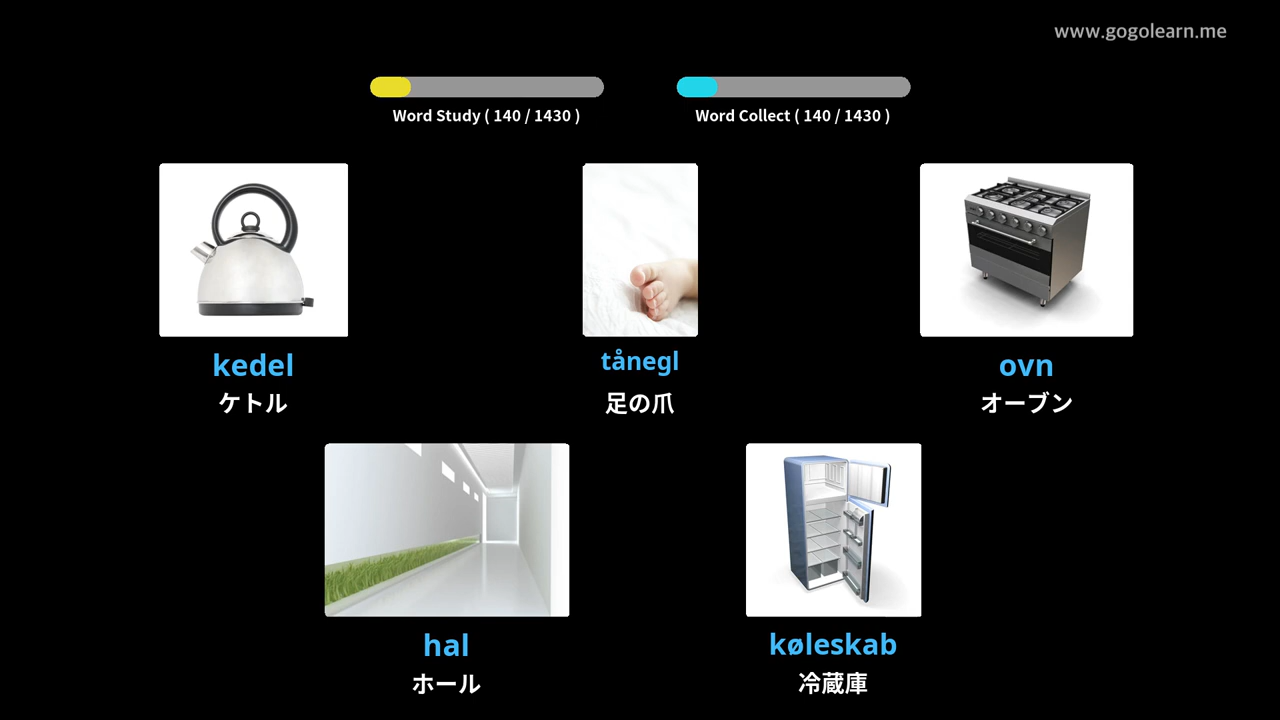 www.gogolearn.me
Word Study ( 140 / 1430 )
Word Collect ( 140 / 1430 )
kedel
ケトル
tånegl
足の爪
ovn
オーブン
hal
ホール
køleskab
冷蔵庫